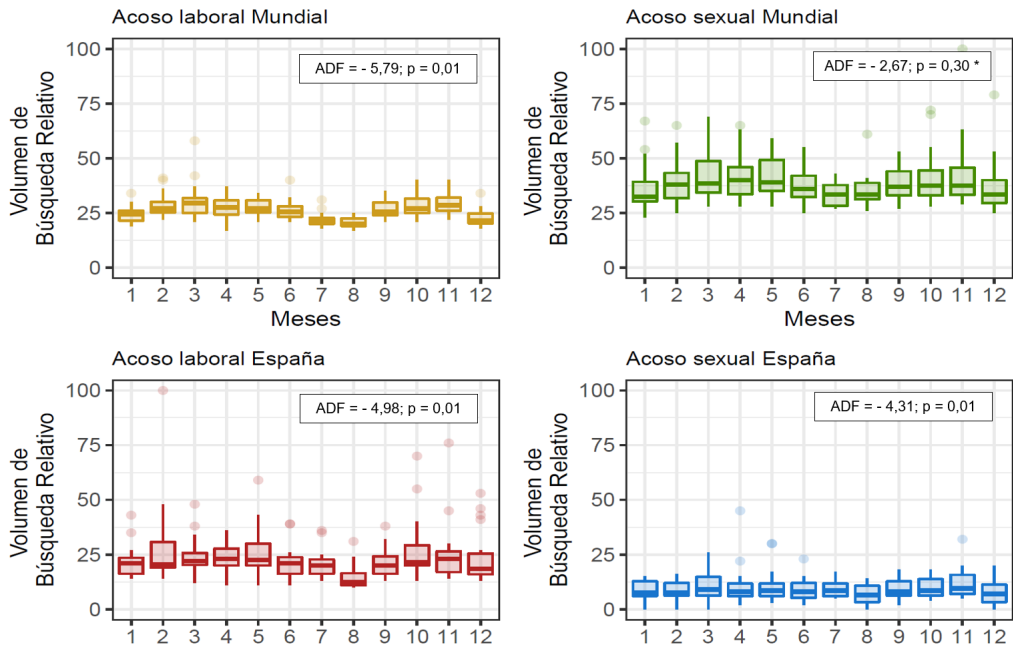 Acoso laboral Mundial
Volumen de
Búsqueda Relativo
100
75
50
25
0
ADF = - 5,79; p = 0,01
1 2 3 4 5 6 7 8 9 10 11 12
Meses
Acoso sexual Mundial
Volumen de
Búsqueda Relativo
100
75
50
25
0
ADF = - 2,67; p = 0,30 *
1 2 3 4 5 6 7 8 9 10 11 12
Meses
Acoso laboral España
Volumen de
Búsqueda Relativo
100
75
50
25
0
ADF = - 4,98; p = 0,01
1 2 3 4 5 6 7 8 9 10 11 12
Acoso sexual España
Volumen de
Búsqueda Relativo
100
75
50
25
0
ADF = - 4,31; p = 0,01
1 2 3 4 5 6 7 8 9 10 11 12